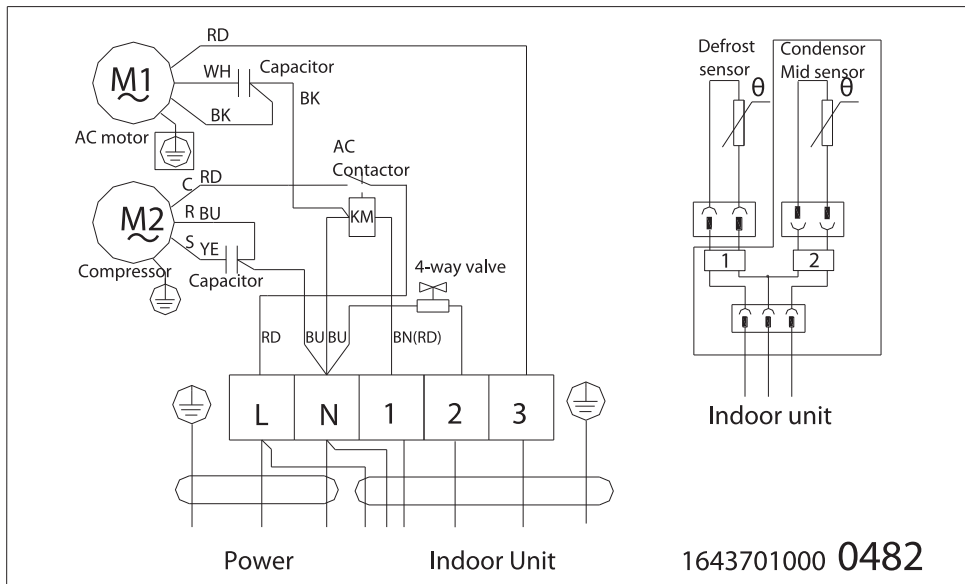 RD
M1
WH
Capacitor
BK
BK
AC motor
AC
Contactor
C
RD
KM
M2
R
BU
S
YE
Compressor
Capacitor
4-way valve
RD
BU
BU
BN(RD)
L
N
1
2
3
Power
Indoor Unit
Defrost
sensor
Condensor
Mid sensor
θ
θ
1
2
Indoor unit
1643701000 0482